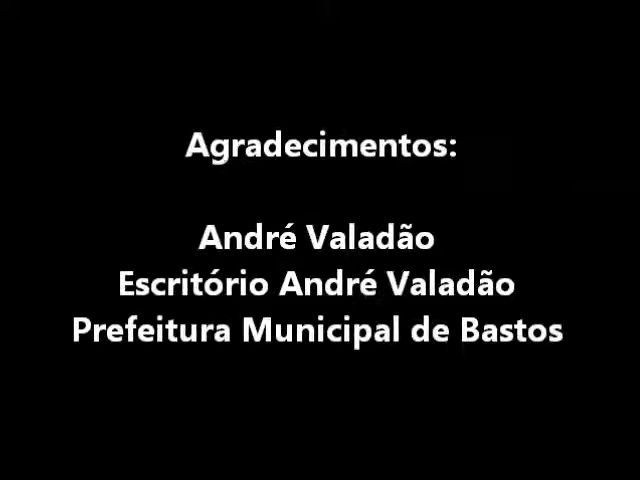 Agradecimentos:
André Valadão
Escritório André Valadão
Prefeitura Municipal de Bastos